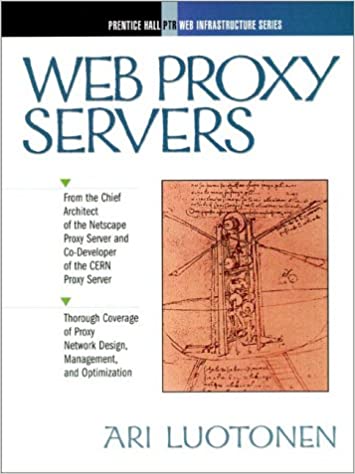 PRENTICE HALL PTR WEB INFRASTRUCTURE SERIES
WEB PROXY
SERVERS
From the Chief
Architect
of the Netscape
Proxy Server and
Co-Developer
of the CERN
Proxy Server
Thorough Coverage
of Proxy
Network Design,
Management,
and Optimization
ARI LUOTONEN